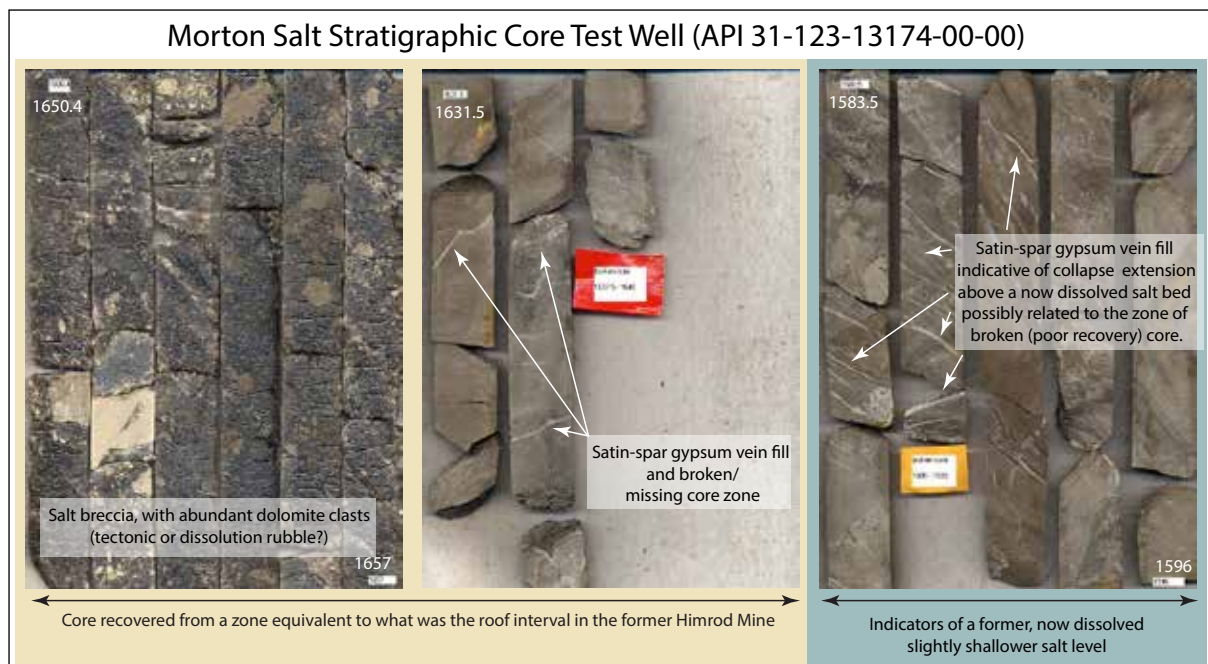 Morton Salt Stratigraphic Core Test Well (API 31-123-13174-00-00)
1650.4
Salt breccia, with abundant dolomite clasts
(tectonic or dissolution rubble?)
1657
1631.5
Satin-spar gypsum vein fill
and broken/
missing core zone
1583.5
Satin-spar gypsum vein fill
indicative of collapse extension
above a now dissolved salt bed
possibly related to the zone of
broken (poor recovery) core.
1596
Core recovered from a zone equivalent to what was the roof interval in the former Himrod Mine
Indicators of a former, now dissolved
slightly shallower salt level